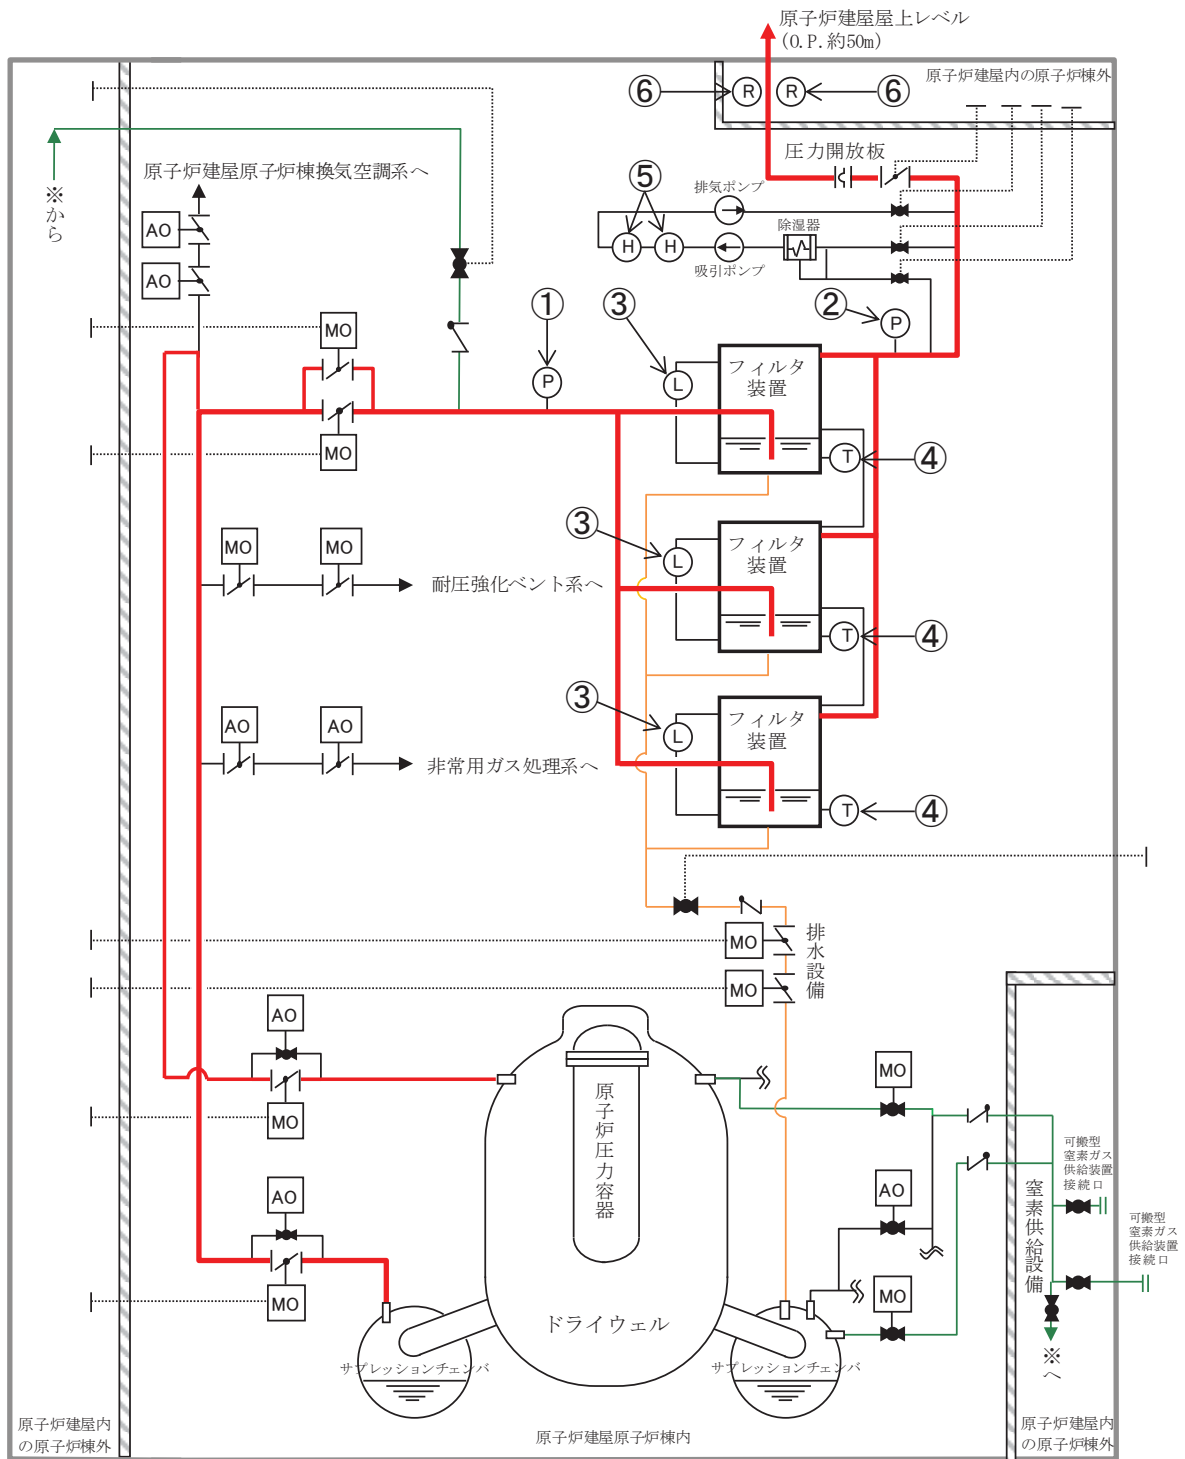 原子炉建屋屋上レベル
(O.P.約50m)
原子炉建屋内の原子炉棟外
⑥
R
R
⑥
圧力開放板
※から
原子炉建屋原子炉棟換気空調系へ
⑤
排気ポンプ
除湿器
H
H
吸引ポンプ
AO
AO
①
③
②
MO
P
P
L
フィルタ
装置
MO
T
④
③
MO
MO
L
フィルタ
装置
耐圧強化ベント系へ
T
④
③
AO
AO
L
フィルタ
装置
非常用ガス処理系へ
T
④
MO
MO
排水設備
AO
MO
原子炉圧力容器
MO
可搬型
窒素ガス
供給装置
接続口
AO
AO
窒素供給設備
可搬型
窒素ガス
供給装置
接続口
MO
MO
ドライウェル
※へ
サプレッションチェンバ
サプレッションチェンバ
原子炉建屋内
の原子炉棟外
原子炉建屋原子炉棟内
原子炉建屋内
の原子炉棟外